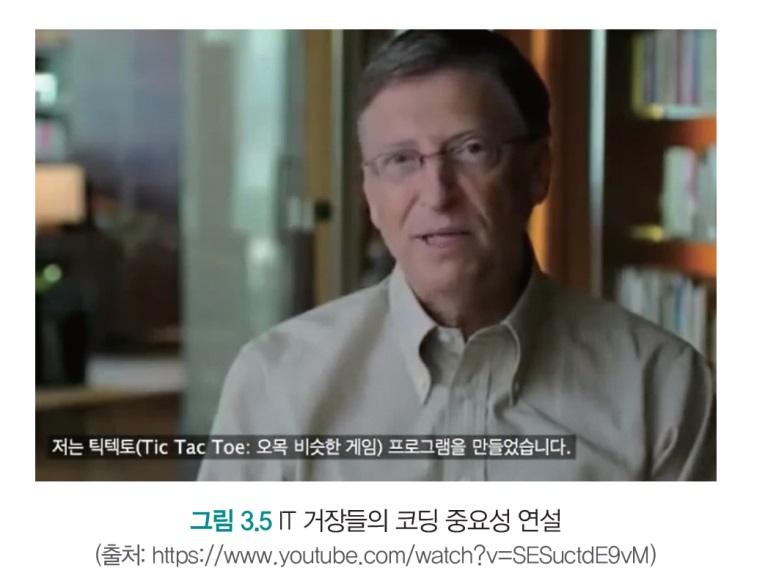 저는 틱텍토(Tic Tac Toe: 오목 비슷한 게임) 프로그램을 만들었습니다.
그림 3.5 IT 거장들의 코딩 중요성 연설
(출처: https://www.youtube.com/watch?v=SESuctdE9vM)